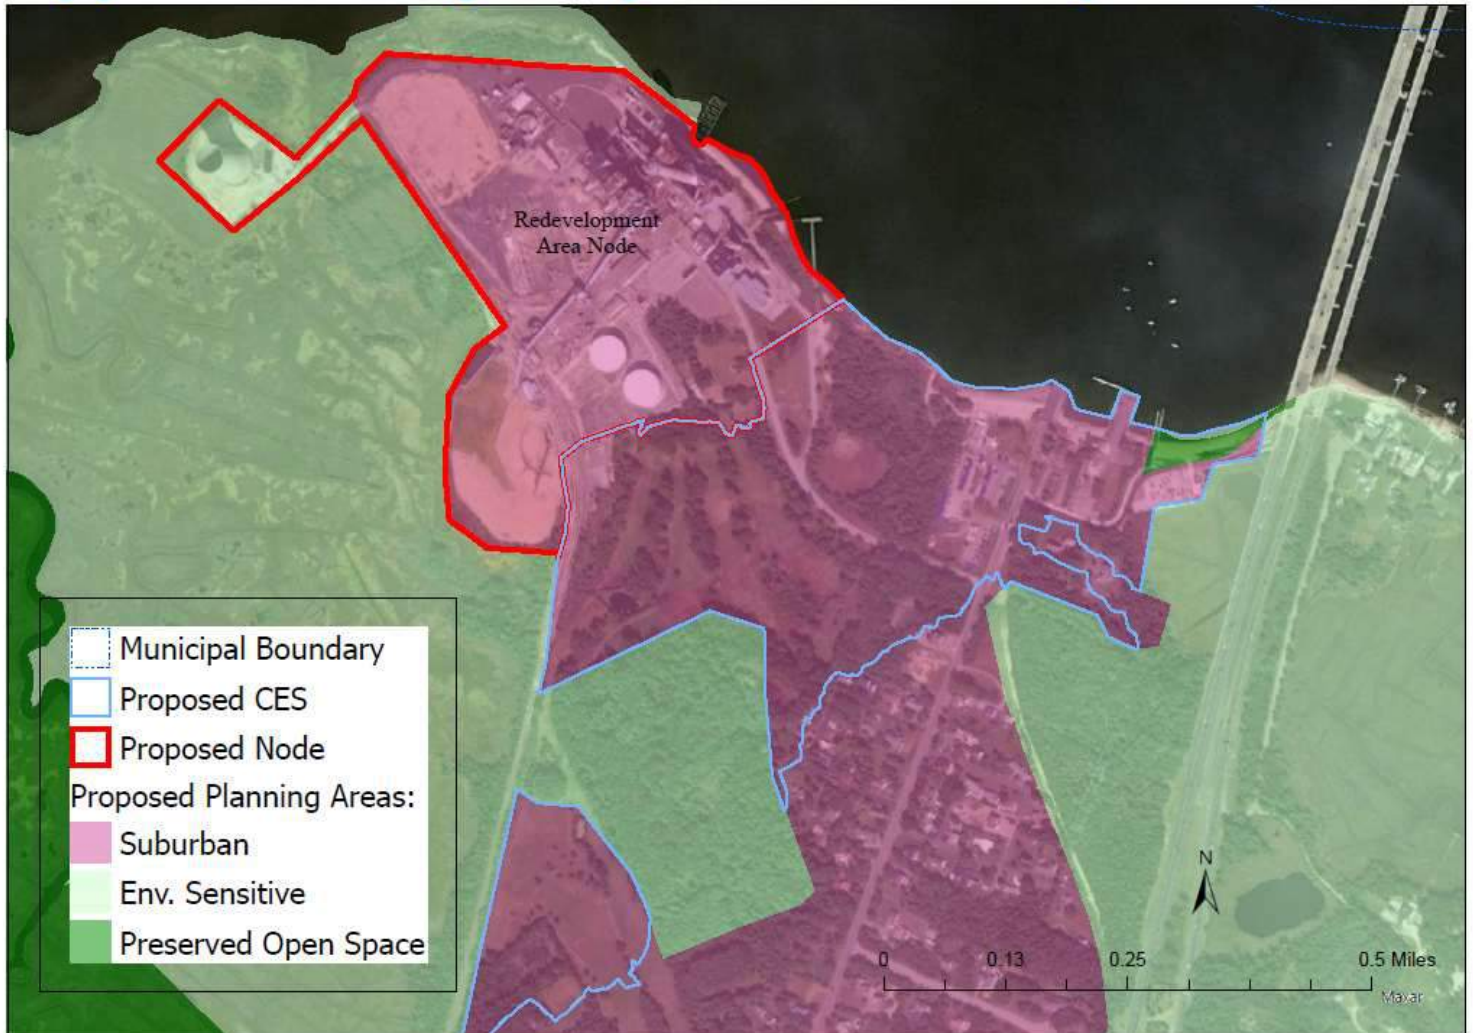 Redevelopment
Area Node
Municipal Boundary
Proposed CES
Proposed Node
Proposed Planning Areas:
Suburban
Env. Sensitive
Preserved Open Space
N
0 0.13 0.25 0.5 Miles
Maxar